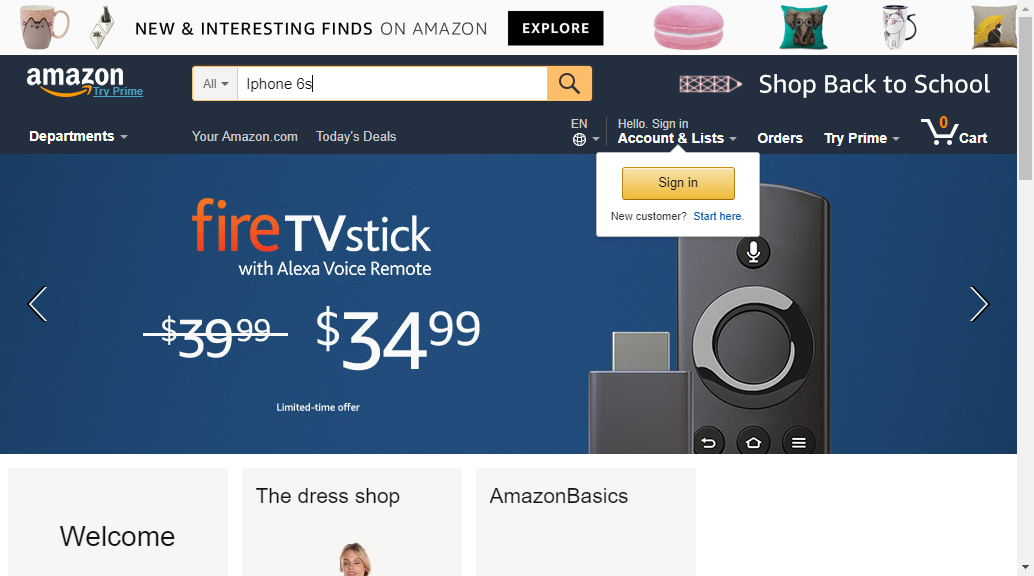 NEW & INTERESTING FINDS ON AMAZON EXPLORE
amazon
Try Prime
All Iphone 6s
Shop Back to School
Departments
Your Amazon.com Today's Deals
EN
Hello. Sign in
Account & Lists
Orders
Try Prime
0
Cart
Sign in
New customer? Start here.
fire TV stick
with Alexa Voice Remote
$39.99 $34.99
Limited-time offer
Welcome
The dress shop
AmazonBasics